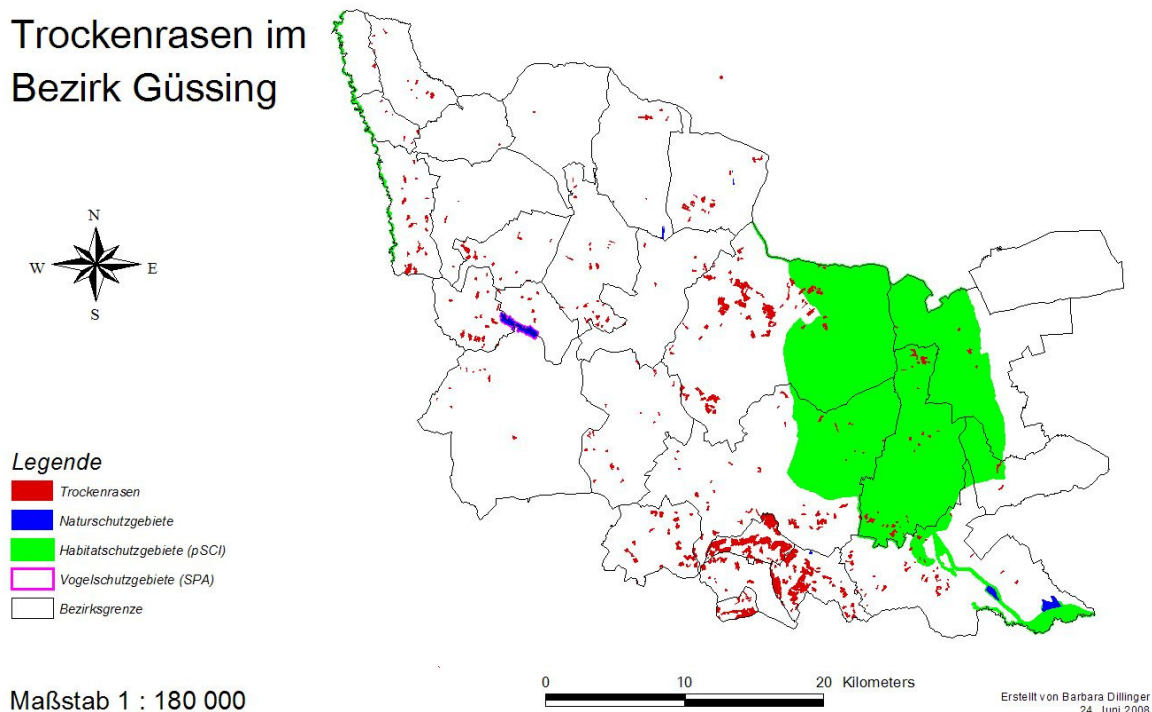 Trockenrasen im
Bezirk Güssing
N
W E
S
Legende
Trockenrasen
Naturschutzgebiete
Habitatschutzgebiete (pSCI)
Vogelschutzgebiete (SPA)
Bezirksgrenze
Maßstab 1 : 180 000
0 10 20 Kilometers
Erstellt von Barbara Dillinger
24. Juni 2008